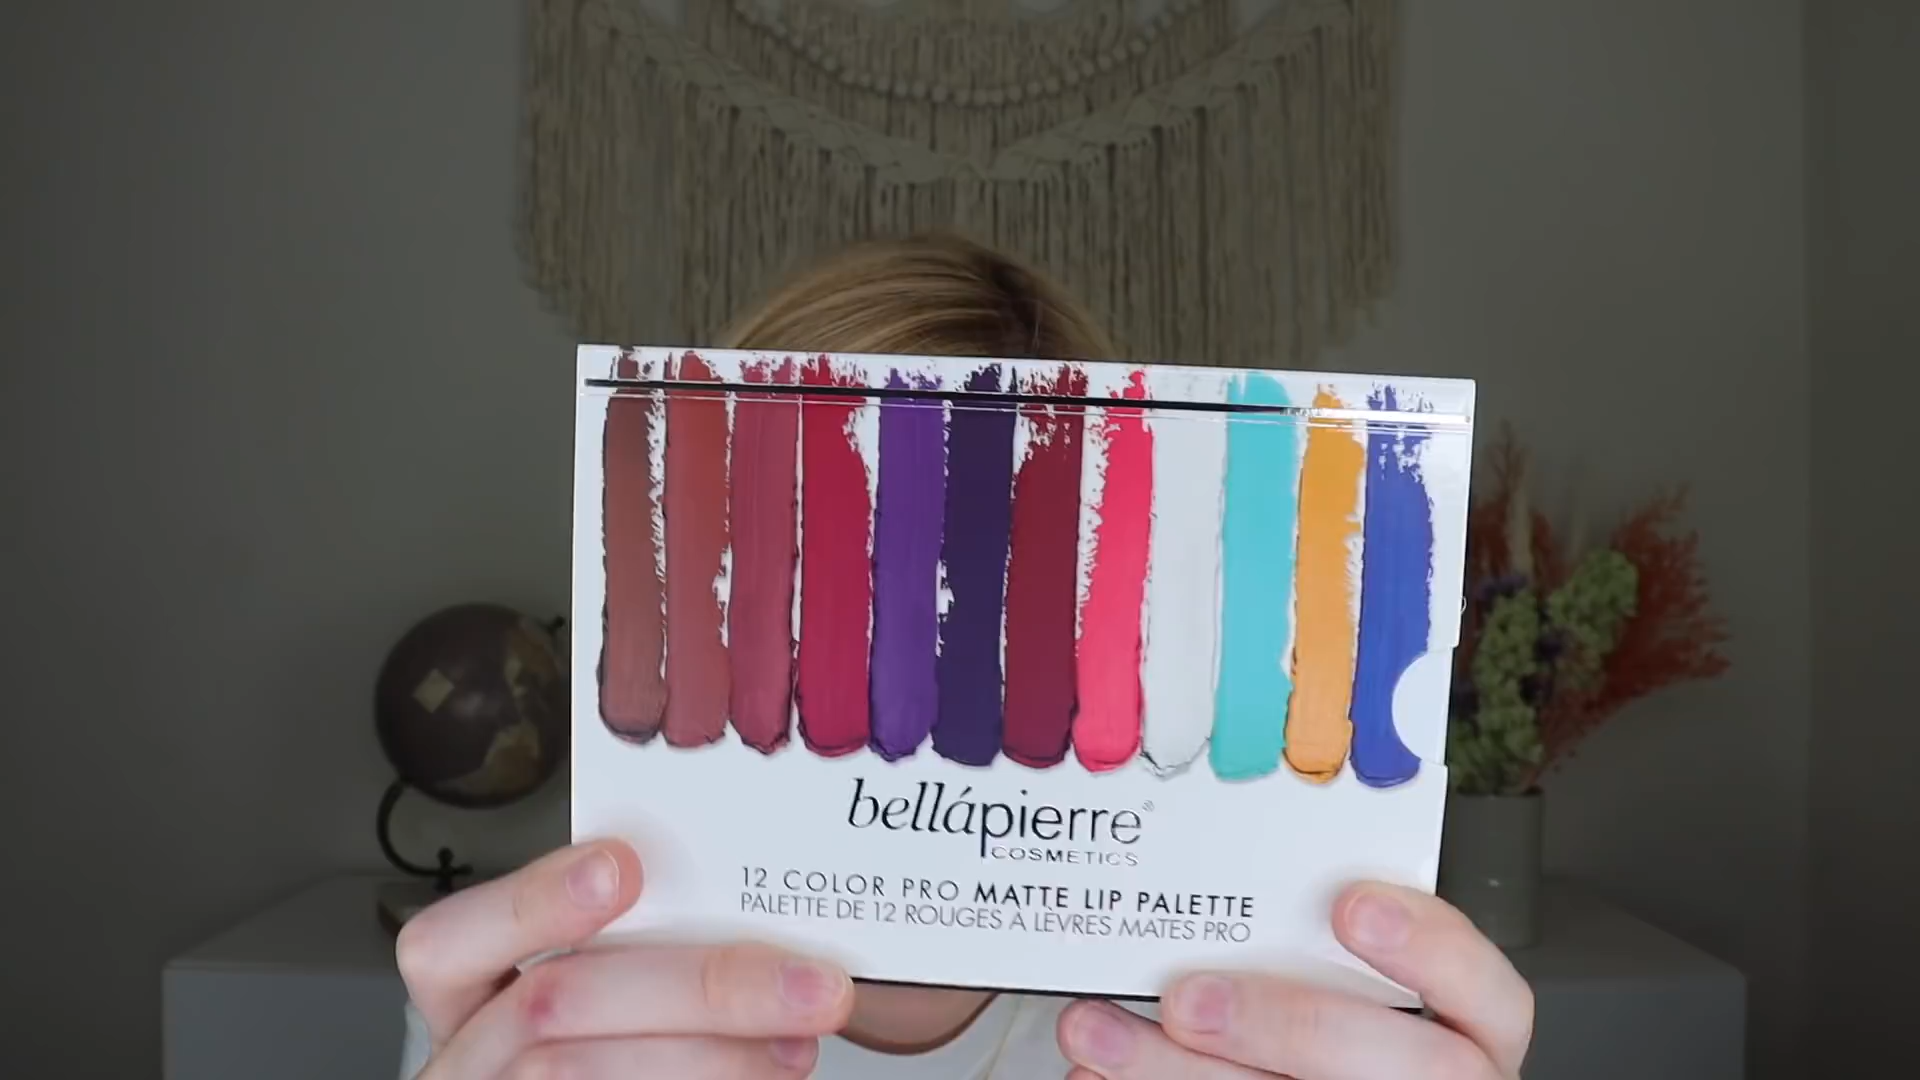 bellápierre®
COSMETICS
12 COLOR PRO MATTE LIP PALETTE
PALETTE DE 12 ROUGES À LÈVRES MATES PRO